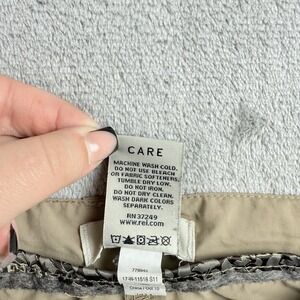 CARE
MACHINE WASH COLD.
DO NOT USE BLEACH
OR FABRIC SOFTENERS.
TUMBLE DRY LOW.
DO NOT IRON.
DO NOT DRY CLEAN.
WASH DARK COLORS
SEPARATELY.
RN 37249
www.rei.com